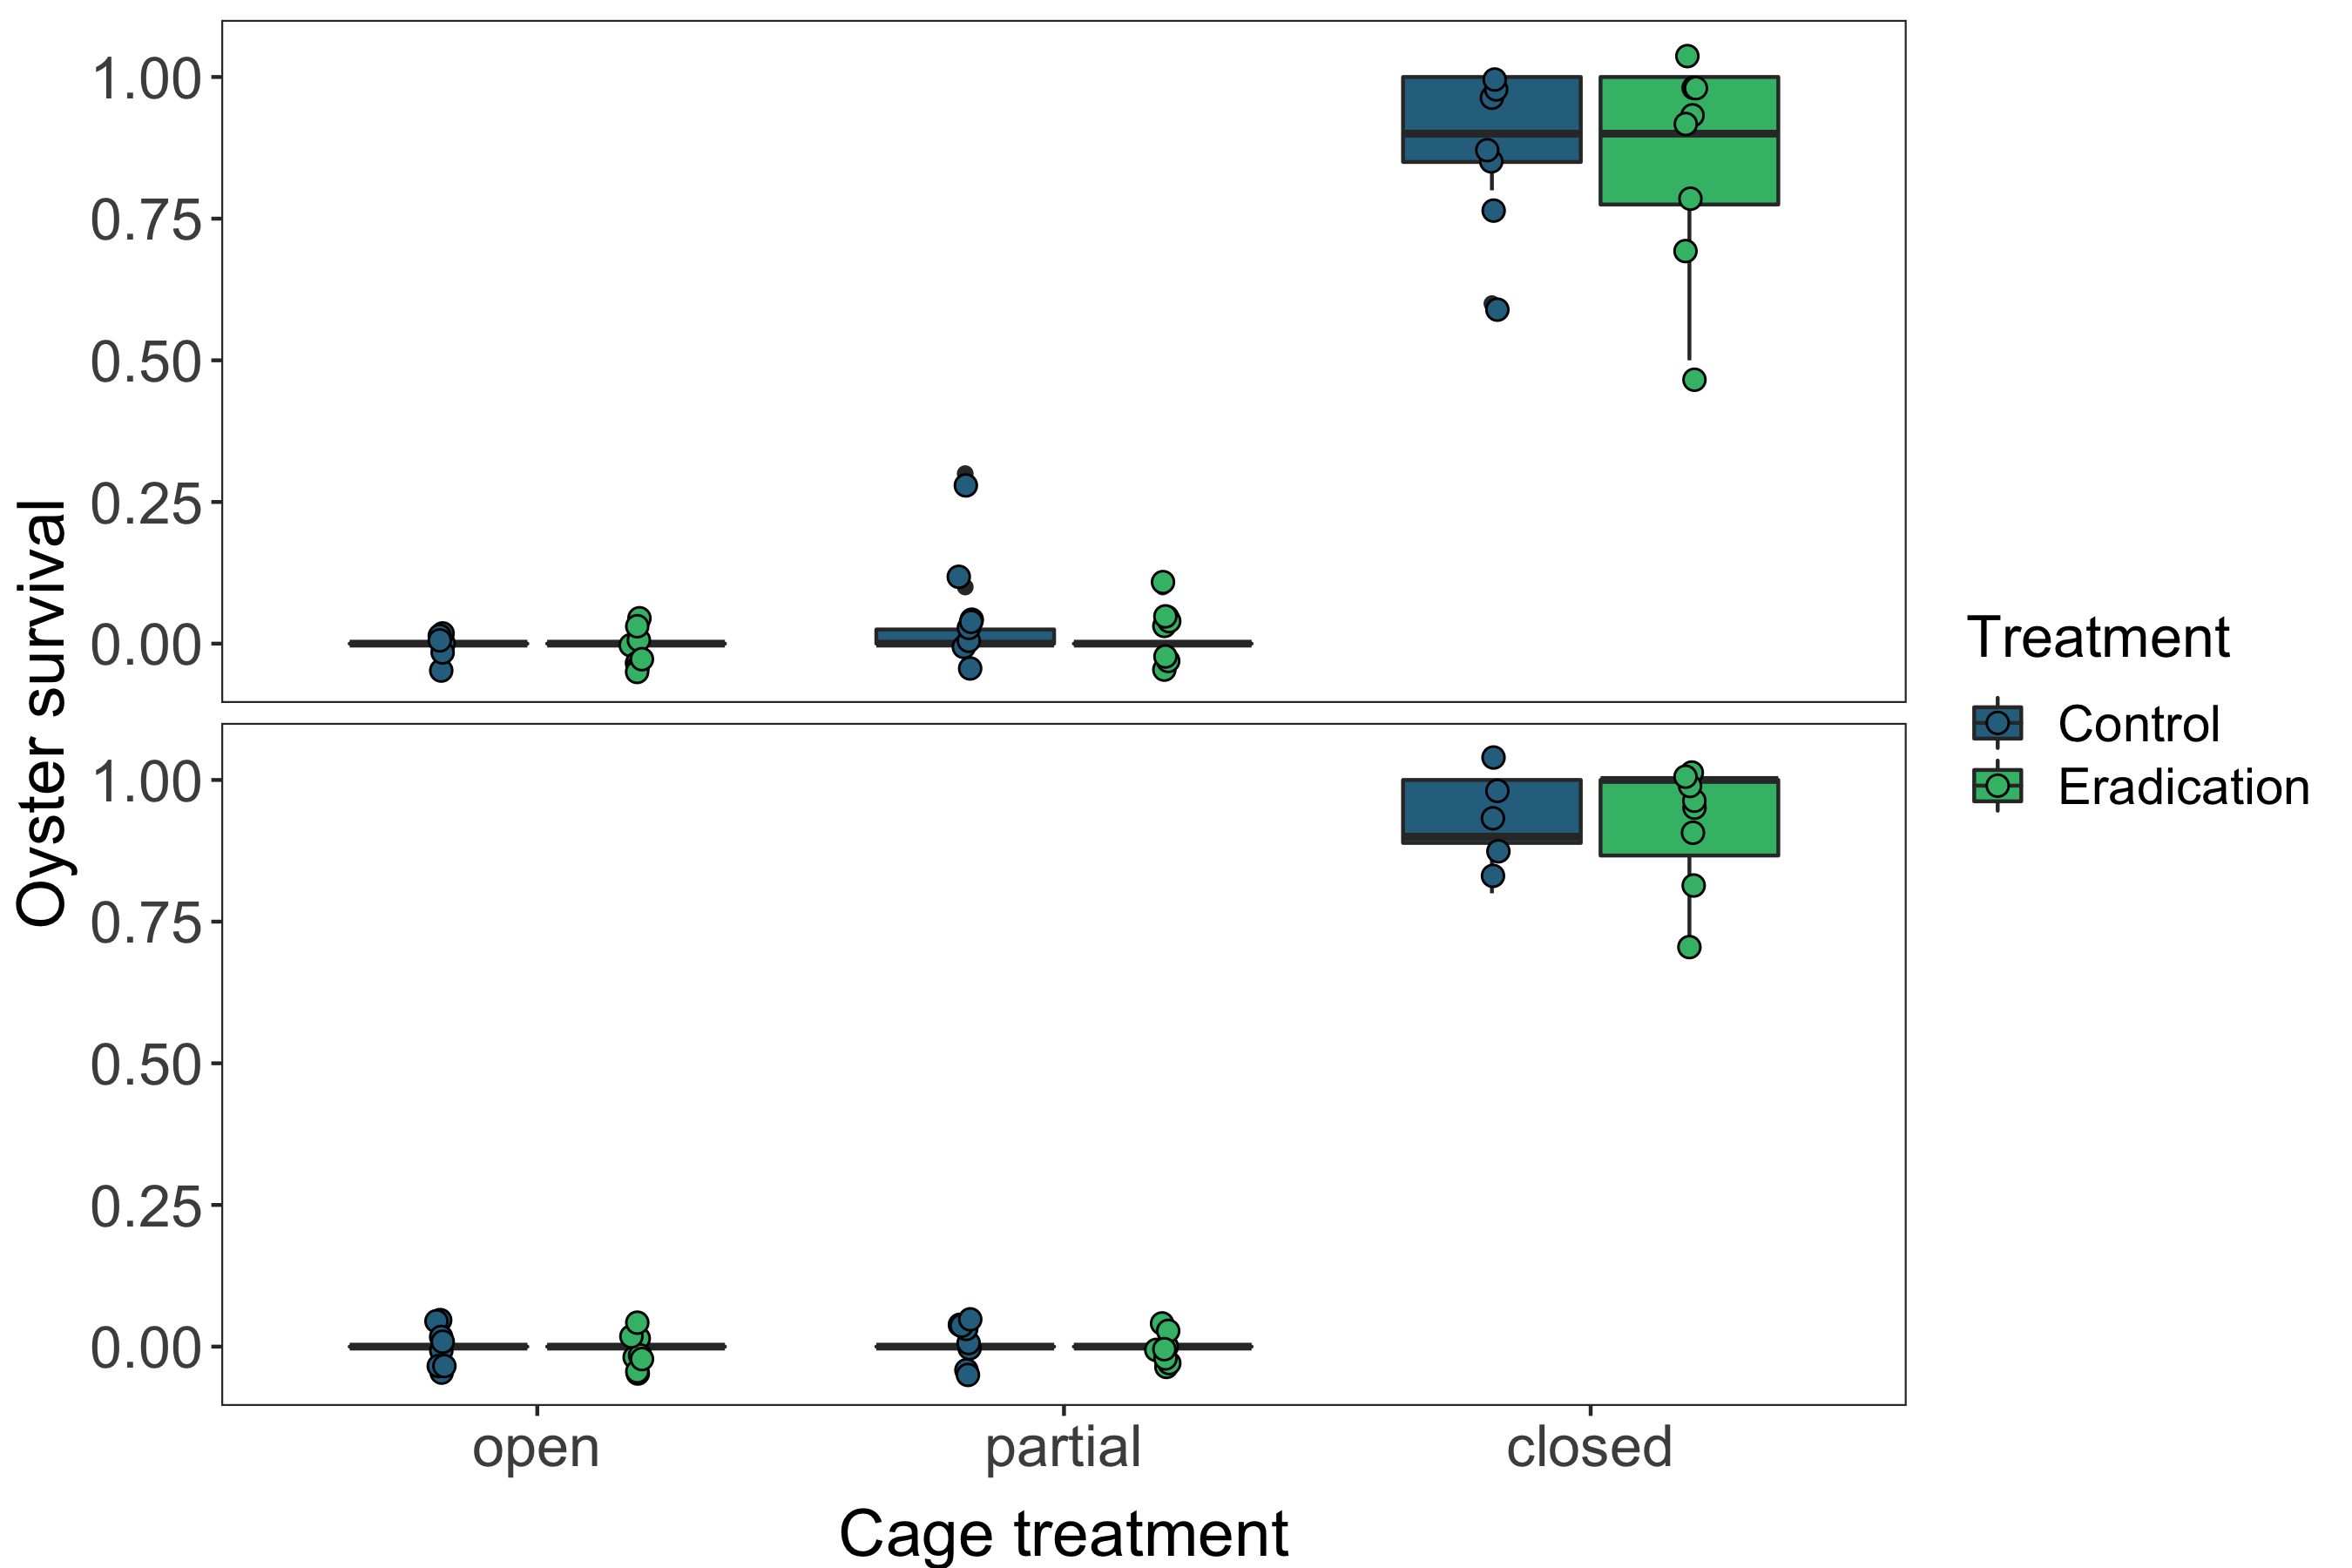 Oyster survival
1.00
0.75
0.50
0.25
0.00
1.00
0.75
0.50
0.25
0.00
open partial closed
Cage treatment
Treatment
Control
Eradication